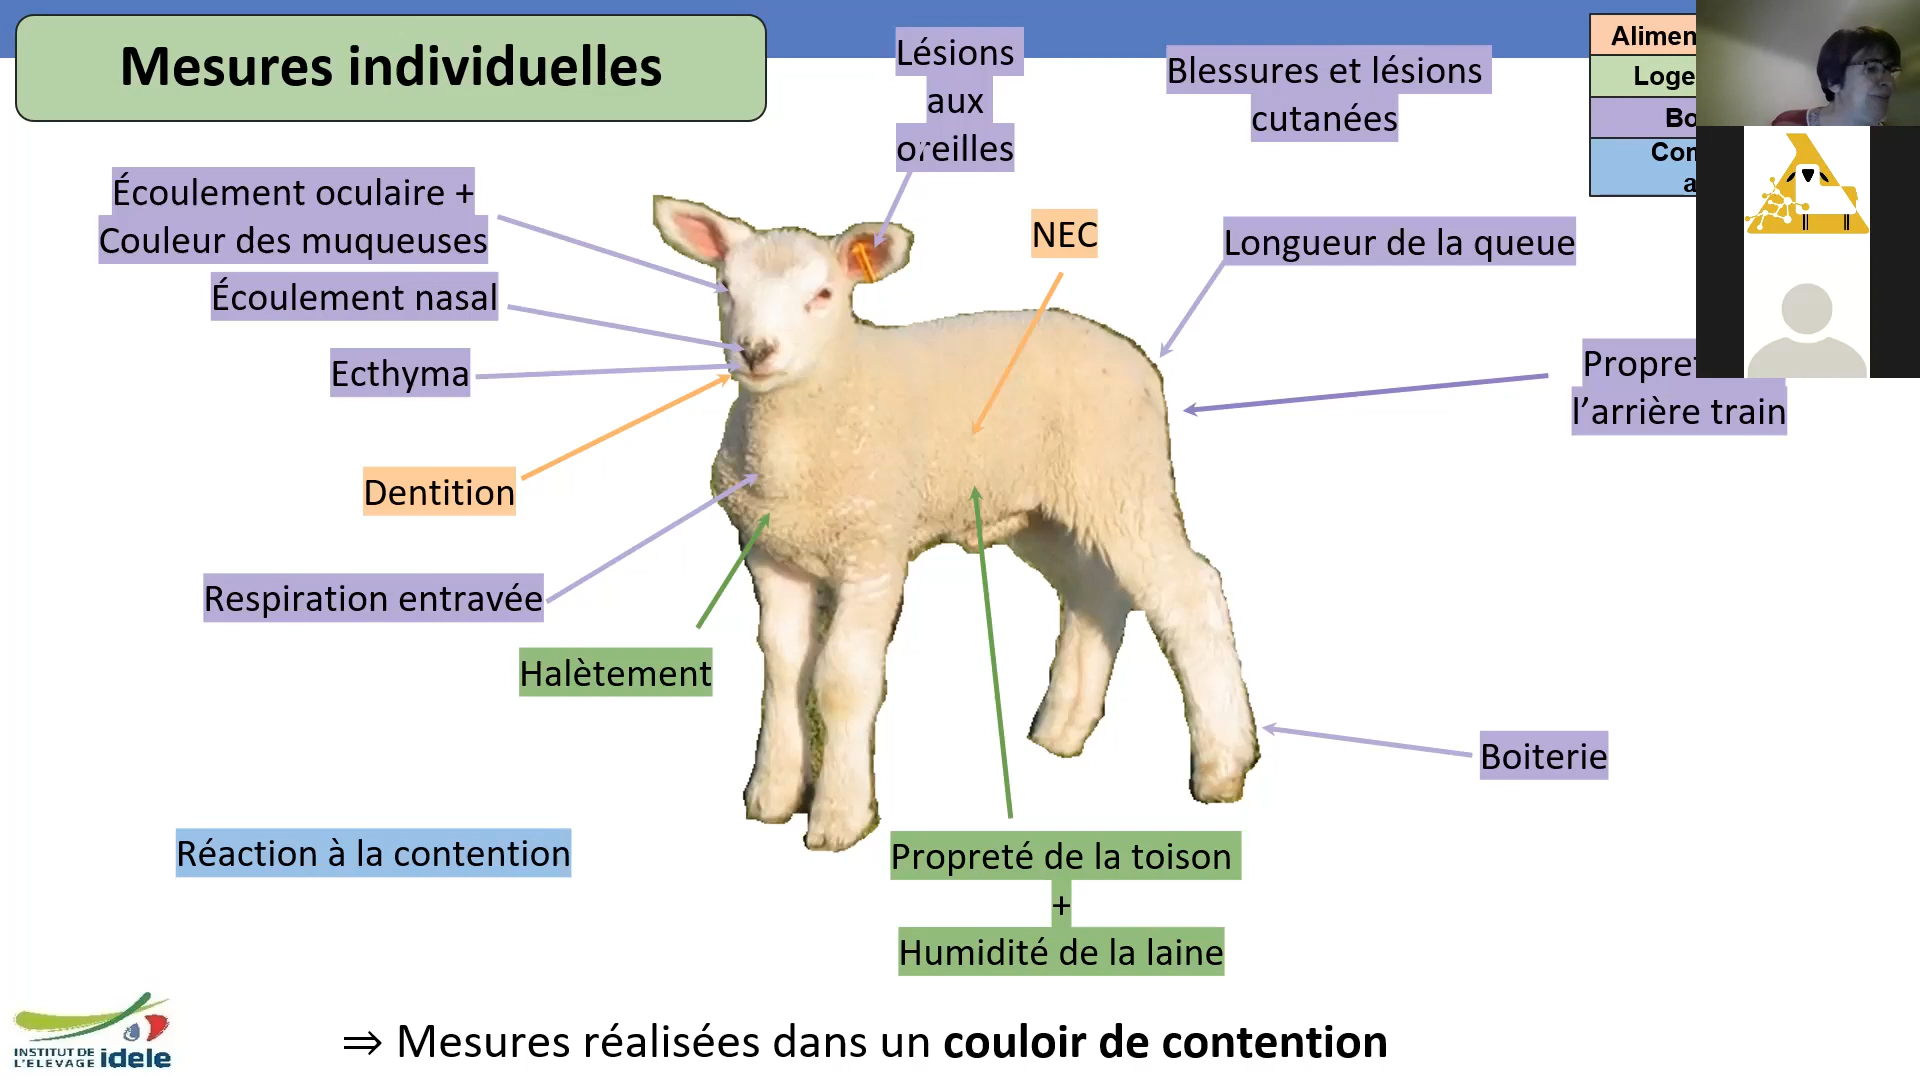 Mesures individuelles
Lésions
aux
oreilles
Blessures et lésions
cutanées
Écoulement oculaire +
Couleur des muqueuses
Écoulement nasal
Ecthyma
Dentition
Respiration entravée
Halètement
NEC
Longueur de la queue
l’arrière train
Boiterie
Réaction à la contention
Propreté de la toison
+
Humidité de la laine
⇒ Mesures réalisées dans un couloir de contention
INSTITUT DE
L'ELEVAGE idele